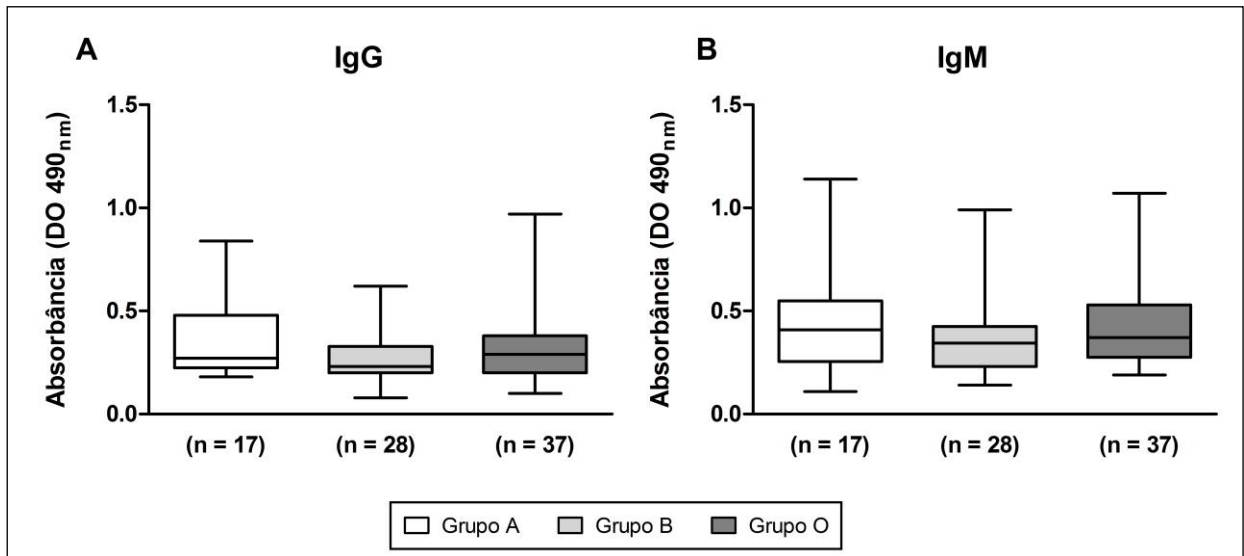 A
IgG
Absorbância (DO 490nm)
1.5
1.0
0.5
0.0
(n = 17) (n = 28) (n = 37)
B
IgM
Absorbância (DO 490nm)
1.5
1.0
0.5
0.0
(n = 17) (n = 28) (n = 37)
Grupo A Grupo B Grupo O